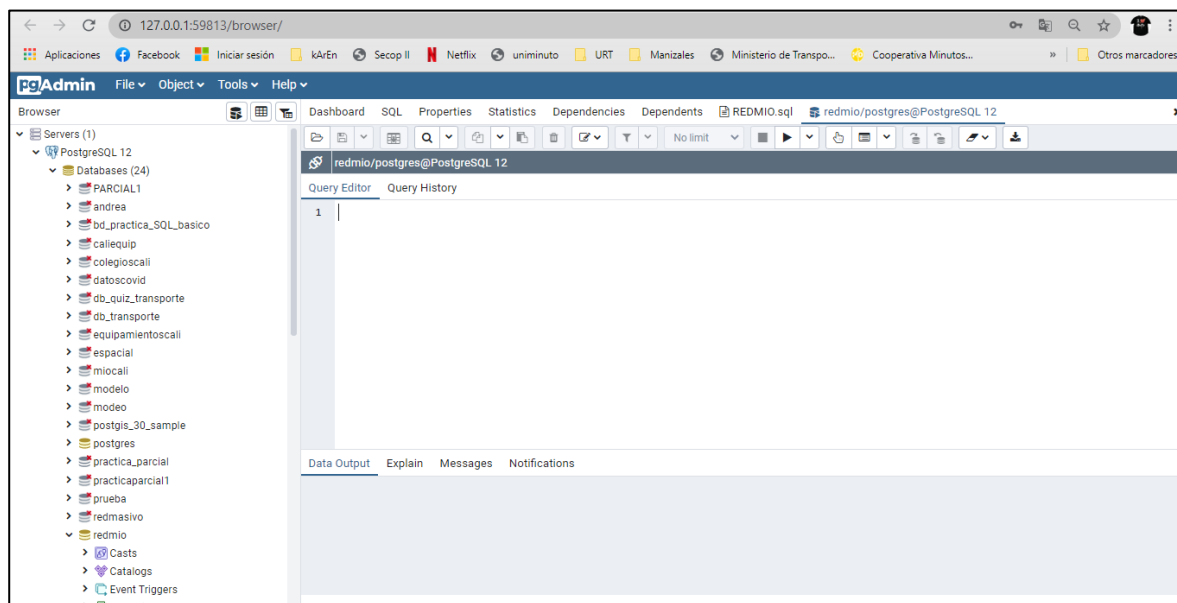 127.0.0.1:59813/browser/
Aplicaciones Facebook Iniciar sesión kArEn Secop II Netflix uniminuto URT Manizales Ministerio de Transpo... Cooperativa Minutos... » Otros marcadores
pgAdmin File Object Tools Help
Browser
Dashboard SQL Properties Statistics Dependencies Dependents REDMIO.sql redmio/postgres@PostgreSQL 12
No limit
redmio/postgres@PostgreSQL 12
Query Editor Query History
1
Servers (1)
PostgreSQL 12
Databases (24)
PARCIAL1
andrea
bd_practica_SQL_basico
caliequip
colegioscali
datoscovid
db_quiz_transporte
db_transporte
equipamientoscali
espacial
miocali
modelo
modeo
postgis_30_sample
postgres
practica_parcial
practicaparcial1
prueba
redmasivo
redmio
Casts
Catalogs
Event Triggers
Data Output Explain Messages Notifications